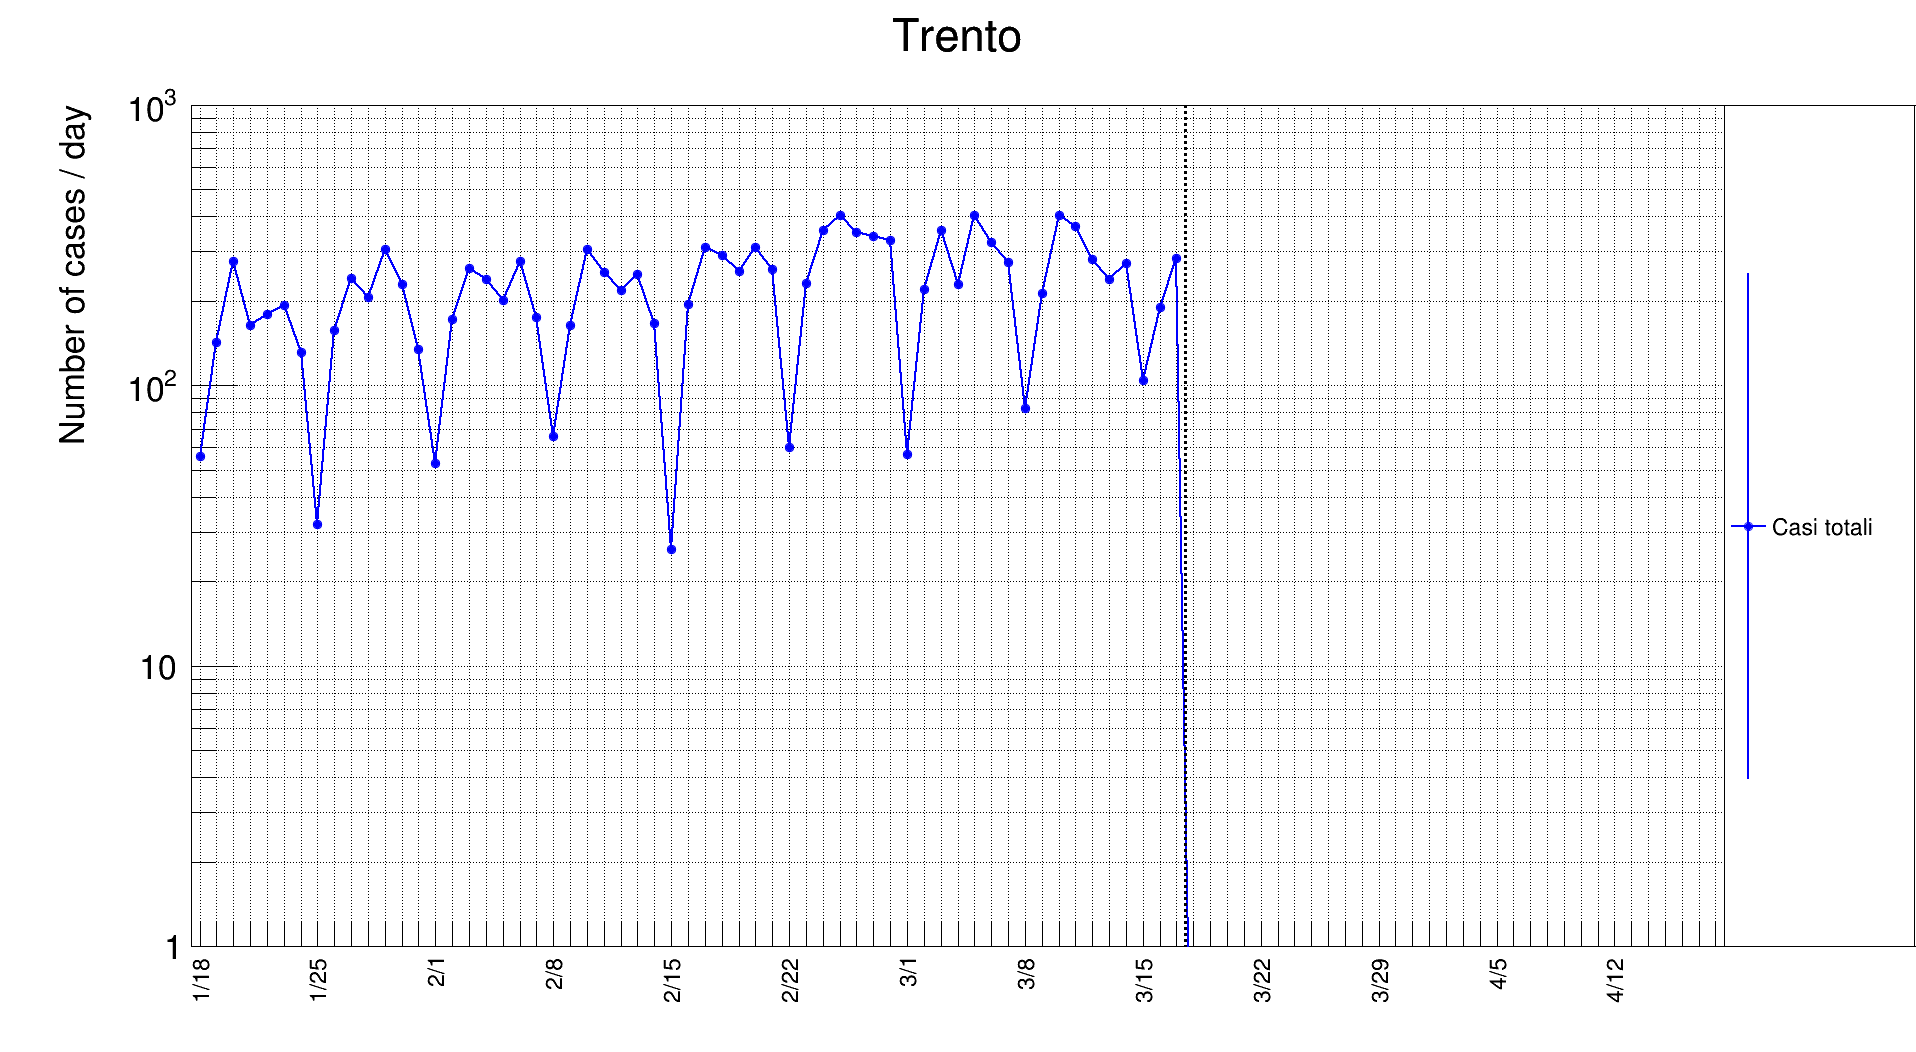 Trento
Number of cases / day
10³
10²
10
1
1/18 1/25 2/1 2/8 2/15 2/22 3/1 3/8 3/15 3/22 3/29 4/5 4/12
Casi totali